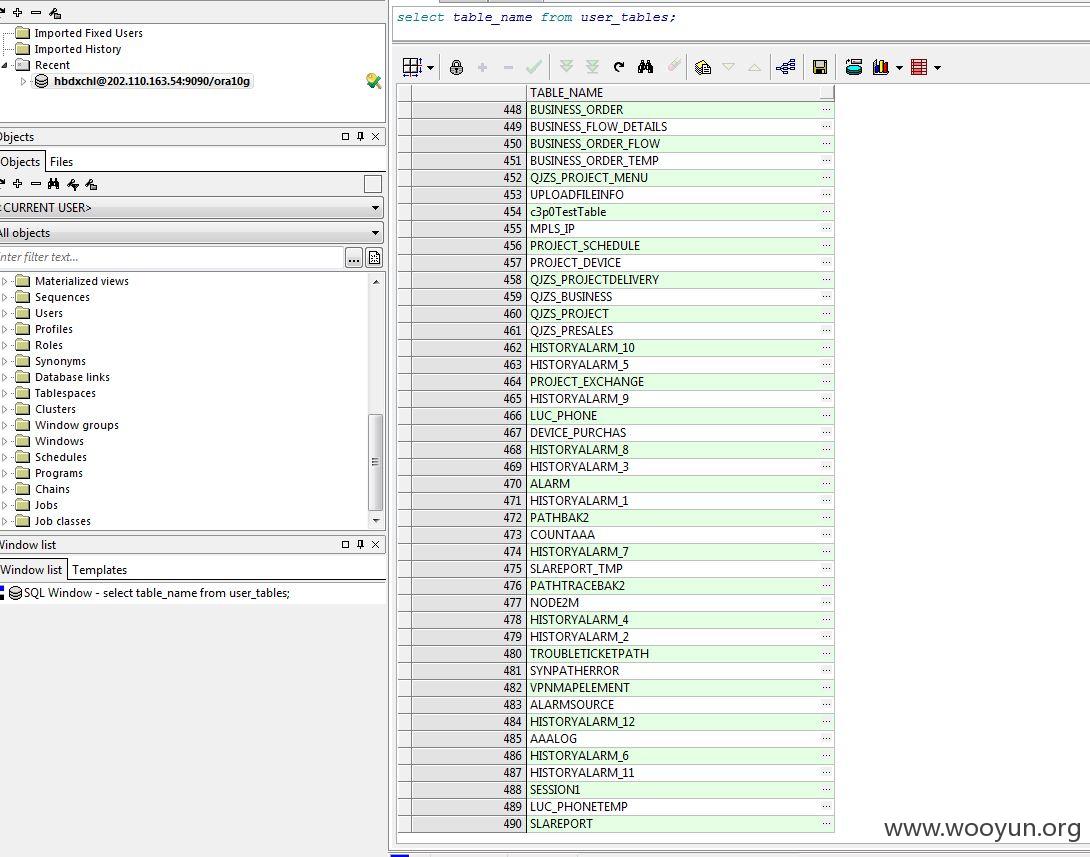 Imported Fixed Users
Imported History
Recent
hbdxchl@202.110.163.54:9090/ora10g
Objects
Objects Files
<CURRENT USER>
All objects
Enter filter text...
Materialized views
Sequences
Users
Profiles
Roles
Synonyms
Database links
Tablespaces
Clusters
Window groups
Windows
Schedules
Programs
Chains
Jobs
Job classes
Window list
Window list Templates
SQL Window - select table_name from user_tables;
select table_name from user_tables;
TABLE_NAME
448 BUSINESS_ORDER
449 BUSINESS_FLOW_DETAILS
450 BUSINESS_ORDER_FLOW
451 BUSINESS_ORDER_TEMP
452 QJZS_PROJECT_MENU
453 UPLOADFILEINFO
454 c3p0TestTable
455 MPLS_IP
456 PROJECT_SCHEDULE
457 PROJECT_DEVICE
458 QJZS_PROJECTDELIVERY
459 QJZS_BUSINESS
460 QJZS_PROJECT
461 QJZS_PRESALES
462 HISTORYALARM_10
463 HISTORYALARM_5
464 PROJECT_EXCHANGE
465 HISTORYALARM_9
466 LUC_PHONE
467 DEVICE_PURCHAS
468 HISTORYALARM_8
469 HISTORYALARM_3
470 ALARM
471 HISTORYALARM_1
472 PATHBAK2
473 COUNTAAA
474 HISTORYALARM_7
475 SLAREPORT_TMP
476 PATHTRACEBAK2
477 NODE2M
478 HISTORYALARM_4
479 HISTORYALARM_2
480 TROUBLETICKETPATH
481 SYNPATHERROR
482 VPNMAPELEMENT
483 ALARMSOURCE
484 HISTORYALARM_12
485 AAALOG
486 HISTORYALARM_6
487 HISTORYALARM_11
488 SESSION1
489 LUC_PHONETEMP
490 SLAREPORT
www.wooyun.org